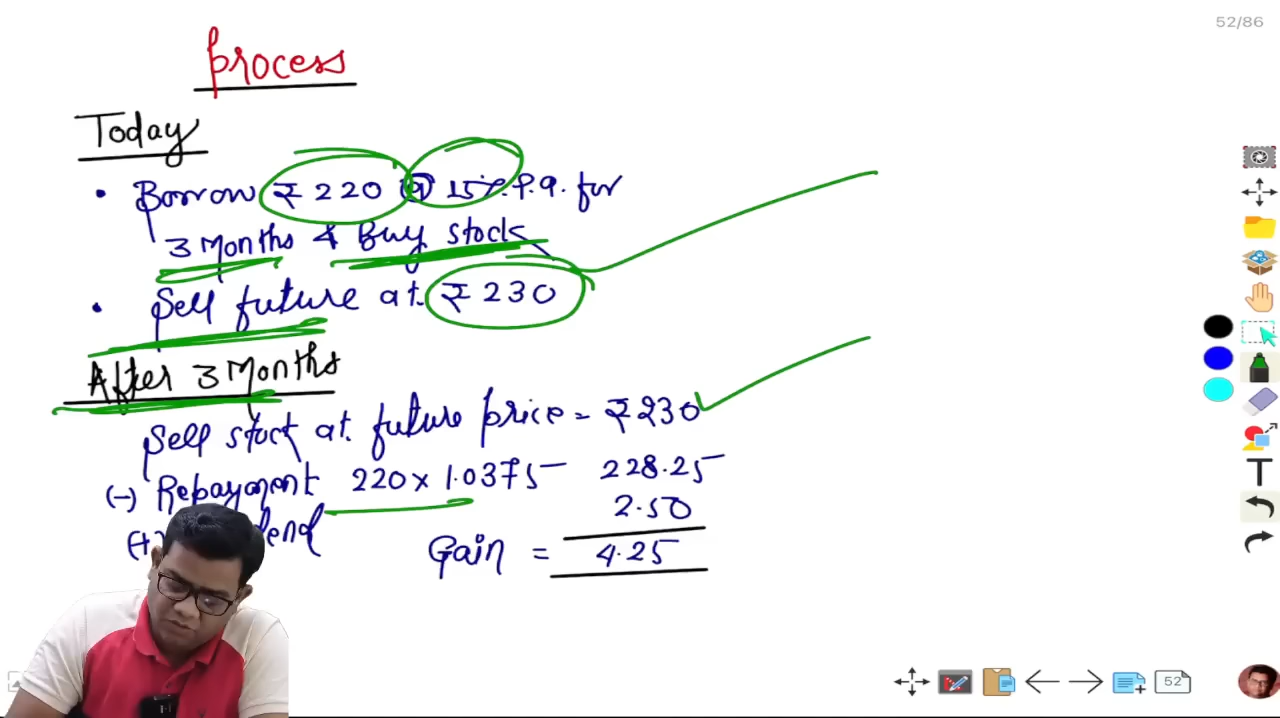 52/86
Process
Today
• Borrow ₹ 220 @ 15% P.a. for
3 Months & Buy stock
• Sell future at ₹ 230
After 3 Months
Sell stock at future price = ₹230
(-) Repayment 220 × 1.0375 228.25
(+) 2.50
Gain = 4.25
T
52